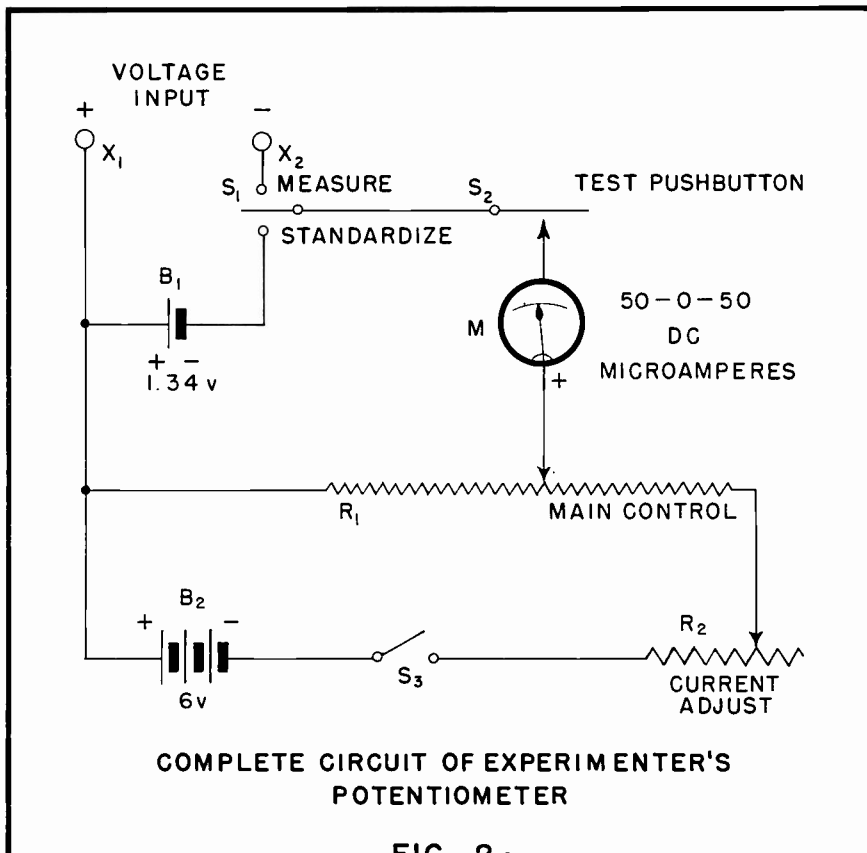 VOLTAGE
INPUT
+ -
X₁ X₂
S₁ MEASURE S₂ TEST PUSHBUTTON
STANDARDIZE
B₁
+ -
1.34 v
M
50-0-50
DC
MICROAMPERES
+
R₁ MAIN CONTROL
B₂
+ -
6v
S₃
R₂
CURRENT
ADJUST
COMPLETE CIRCUIT OF EXPERIMENTER'S
POTENTIOMETER